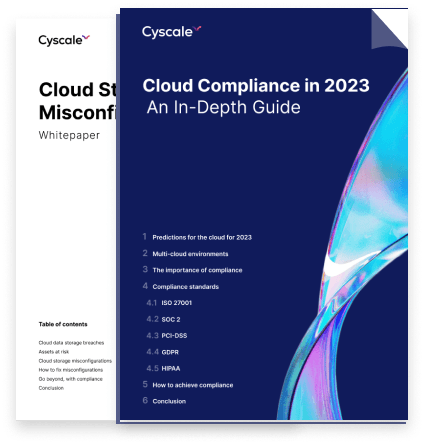 Cyscale
Cloud St
Misconfi
Whitepaper
Table of contents
Cloud data storage breaches
Assets at risk
Cloud storage misconfigurations
How to fix misconfigurations
Go beyond, with compliance
Conclusion
Cyscale
Cloud Compliance in 2023
An In-Depth Guide
1 Predictions for the cloud for 2023
2 Multi-cloud environments
3 The importance of compliance
4 Compliance standards
4.1 ISO 27001
4.2 SOC 2
4.3 PCI-DSS
4.4 GDPR
4.5 HIPAA
5 How to achieve compliance
6 Conclusion